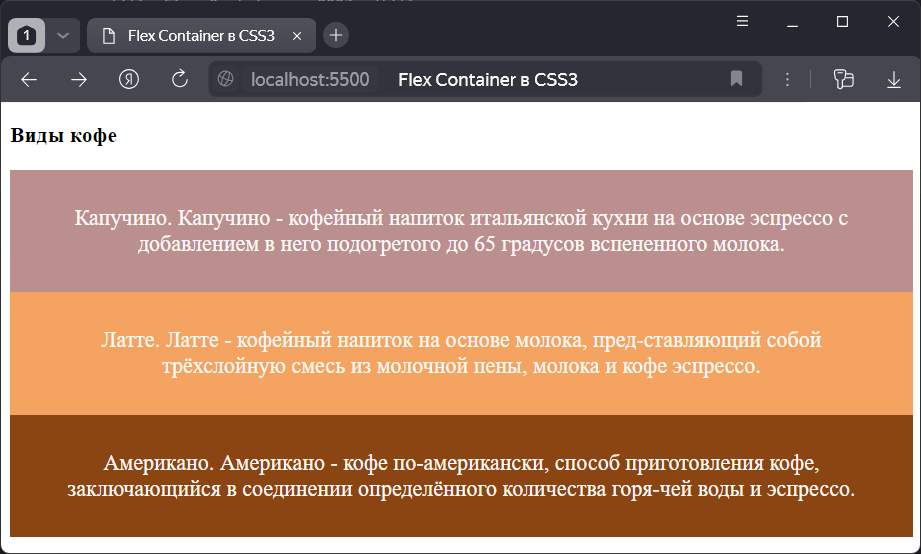 1
Flex Container в CSS3
localhost:5500 Flex Container в CSS3
Виды кофе
Капучино. Капучино - кофейный напиток итальянской кухни на основе эспрессо с
добавлением в него подогретого до 65 градусов вспененного молока.
Латте. Латте - кофейный напиток на основе молока, пред-ставляющий собой
трёхслойную смесь из молочной пены, молока и кофе эспрессо.
Американо. Американо - кофе по-американски, способ приготовления кофе,
заключающийся в соединении определённого количества горя-чей воды и эспрессо.